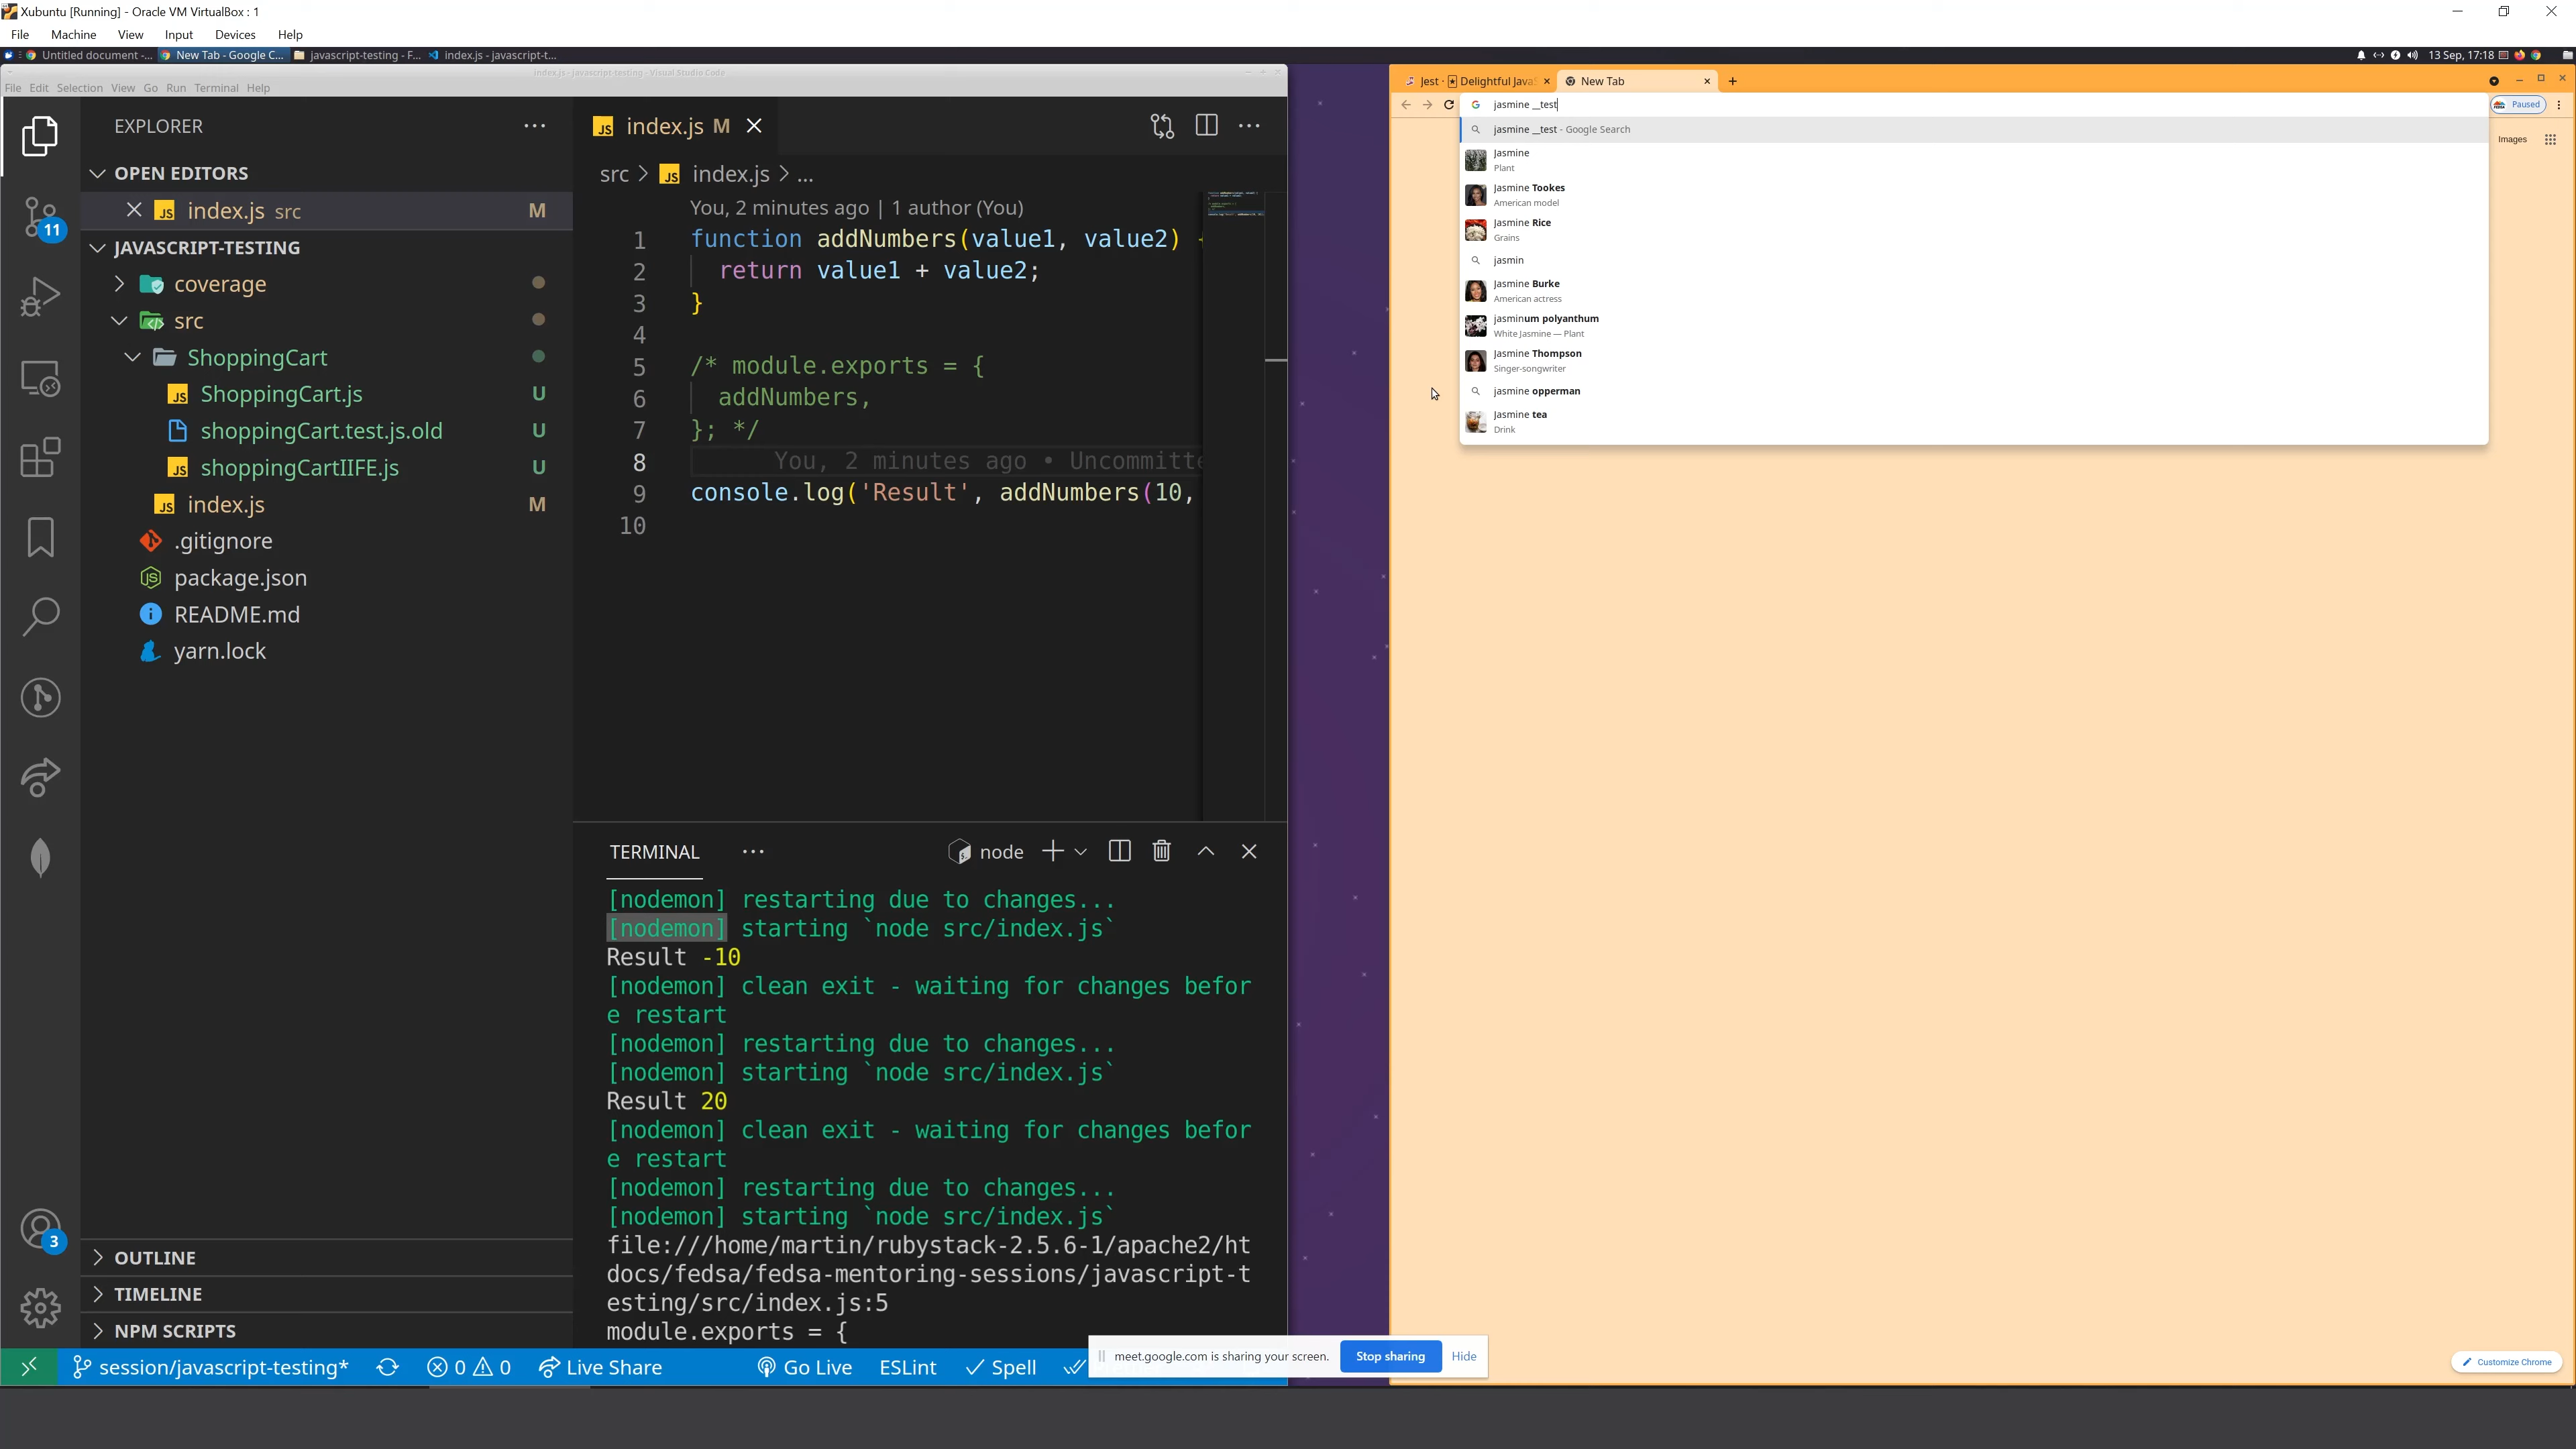 Xubuntu [Running] - Oracle VM VirtualBox : 1
File Machine View Input Devices Help
Untitled document -... New Tab - Google C... javascript-testing - F... index.js - javascript-t... 13 Sep, 17:18
index.js - javascript-testing - Visual Studio Code
File Edit Selection View Go Run Terminal Help
EXPLORER
OPEN EDITORS
index.js src M
JAVASCRIPT-TESTING
coverage
src
ShoppingCart
ShoppingCart.js U
shoppingCart.test.js.old U
shoppingCartIIFE.js U
index.js M
.gitignore
package.json
README.md
yarn.lock
OUTLINE
TIMELINE
NPM SCRIPTS
11
3
index.js M
src > index.js > ...
You, 2 minutes ago | 1 author (You)
1 function addNumbers(value1, value2) {
2 return value1 + value2;
3 }
4
5 /* module.exports = {
6 addNumbers,
7 }; */
8 You, 2 minutes ago • Uncommitte
9 console.log('Result', addNumbers(10,
10
TERMINAL ... node
[nodemon] restarting due to changes...
[nodemon] starting `node src/index.js`
Result -10
[nodemon] clean exit - waiting for changes befor
e restart
[nodemon] restarting due to changes...
[nodemon] starting `node src/index.js`
Result 20
[nodemon] clean exit - waiting for changes befor
e restart
[nodemon] restarting due to changes...
[nodemon] starting `node src/index.js`
file:///home/martin/rubystack-2.5.6-1/apache2/ht
docs/fedsa/fedsa-mentoring-sessions/javascript-t
esting/src/index.js:5
module.exports = {
session/javascript-testing* 0 0 Live Share Go Live ESLint Spell
meet.google.com is sharing your screen. Stop sharing Hide
Jest · Delightful Java New Tab
jasmine __test
Paused
jasmine __test - Google Search
Images
Jasmine
Plant
Jasmine Tookes
American model
Jasmine Rice
Grains
jasmin
Jasmine Burke
American actress
jasminum polyanthum
White Jasmine — Plant
Jasmine Thompson
Singer-songwriter
jasmine opperman
Jasmine tea
Drink
Customize Chrome